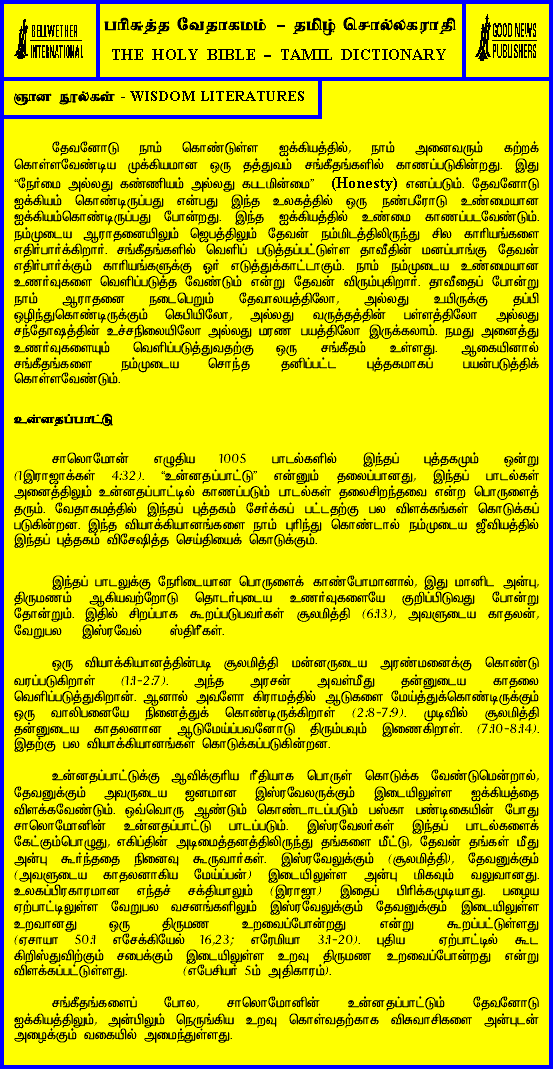 BELLWETHER
INTERNATIONAL
பரிசுத்த வேதாகமம் – தமிழ் சொல்லகராதி
THE HOLY BIBLE – TAMIL DICTIONARY
GOOD NEWS
PUBLISHERS
ஞான நூல்கள் - WISDOM LITERATURES
தேவனோடு நாம் கொண்டுள்ள ஐக்கியத்தில், நாம் அனைவரும் கற்றக்
கொள்ளவேண்டிய முக்கியமான ஒரு தத்துவம் சங்கீதங்களில் காணப்படுகின்றது. இது
“நேர்மை அல்லது கண்ணியம் அல்லது கபடமின்மை” (Honesty) எனப்படும். தேவனோடு
ஐக்கியம் கொண்டிருப்பது என்பது இந்த உலகத்தில் ஒரு நண்பரோடு உண்மையான
ஐக்கியம்கொண்டிருப்பது போன்றது. இந்த ஐக்கியத்தில் உண்மை காணப்படவேண்டும்.
நம்முடைய ஆராதனையிலும் ஜெபத்திலும் தேவன் நம்மிடத்திலிருந்து சில காரியங்களை
எதிர்பார்க்கிறார். சங்கீதங்களில் வெளிப் படுத்தப்பட்டுள்ள தாவீதின் மனப்பாங்கு தேவன்
எதிர்பார்க்கும் காரியங்களுக்கு ஓர் எடுத்துக்காட்டாகும். நாம் நம்முடைய உண்மையான
உணர்வுகளை வெளிப்படுத்த வேண்டும் என்று தேவன் விரும்புகிறார். தாவீதைப் போன்று
நாம் ஆராதனை நடைபெறும் தேவாலயத்திலோ, அல்லது உயிருக்கு தப்பி
ஒழிந்துகொண்டிருக்கும் கெபியிலோ, அல்லது வருத்தத்தின் பள்ளத்திலோ அல்லது
சந்தோஷத்தின் உச்சநிலையிலோ அல்லது மரண பயத்திலோ இருக்கலாம். நமது அனைத்து
உணர்வுகளையும் வெளிப்படுத்துவதற்கு ஒரு சங்கீதம் உள்ளது. ஆகையினால்
சங்கீதங்களை நம்முடைய சொந்த தனிப்பட்ட புத்தகமாகப் பயன்படுத்திக்
கொள்ளவேண்டும்.
உன்னதப்பாட்டு
சாலொமோன் எழுதிய 1005 பாடல்களில் இந்தப் புத்தகமும் ஒன்று
(1இராஜாக்கள் 4:32). “உன்னதப்பாட்டு” என்னும் தலைப்பானது, இந்தப் பாடல்கள்
அனைத்திலும் உன்னதப்பாட்டில் காணப்படும் பாடல்கள் தலைசிறந்தவை என்ற பொருளைத்
தரும். வேதாகமத்தில் இந்தப் புத்தகம் சேர்க்கப் பட்டதற்கு பல விளக்கங்கள் கொடுக்கப்
படுகின்றன. இந்த வியாக்கியானங்களை நாம் புரிந்து கொண்டால் நம்முடைய ஜீவியத்தில்
இந்தப் புத்தகம் விசேஷித்த செய்தியைக் கொடுக்கும்.
இந்தப் பாடலுக்கு நேரிடையான பொருளைக் காண்போமானால், இது மானிட அன்பு,
திருமணம் ஆகியவற்றோடு தொடர்புடைய உணர்வுகளையே குறிப்பிடுவது போன்று
தோன்றும். இதில் சிறப்பாக கூறப்படுபவர்கள் சூலமித்தி (6:13), அவளுடைய காதலன்,
வேறுபல இஸ்ரவேல் ஸ்திரீகள்.
ஒரு வியாக்கியானத்தின்படி சூலமித்தி மன்னருடைய அரண்மனைக்கு கொண்டு
வரப்படுகிறாள் (1:1-2:7). அந்த அரசன் அவள்மீது தன்னுடைய காதலை
வெளிப்படுத்துகிறான். ஆனால் அவளோ கிராமத்தில் ஆடுகளை மேய்த்துக்கொண்டிருக்கும்
ஒரு வாலிபனையே நினைத்துக் கொண்டிருக்கிறாள் (2:8-7:9). முடிவில் சூலமித்தி
தன்னுடைய காதலனான ஆடுமேய்ப்பவனோடு திரும்பவும் இணைகிறாள். (7:10-8:14).
இதற்கு பல வியாக்கியானங்கள் கொடுக்கப்படுகின்றன.
உன்னதப்பாட்டுக்கு ஆவிக்குரிய ரீதியாக பொருள் கொடுக்க வேண்டுமென்றால்,
தேவனுக்கும் அவருடைய ஜனமான இஸ்ரவேலருக்கும் இடையிலுள்ள ஐக்கியத்தை
விளக்கவேண்டும். ஒவ்வொரு ஆண்டும் கொண்டாடப்படும் பஸ்கா பண்டிகையின் போது
சாலொமோனின் உன்னதப்பாட்டு பாடப்படும். இஸ்ரவேலர்கள் இந்தப் பாடல்களைக்
கேட்கும்பொழுது, எகிப்தின் அடிமைத்தனத்திலிருந்து தங்களை மீட்டு, தேவன் தங்கள் மீது
அன்பு கூர்ந்ததை நினைவு கூருவார்கள். இஸ்ரவேலுக்கும் (சூலமித்தி), தேவனுக்கும்
(அவளுடைய காதலனாகிய மேய்ப்பன்) இடையிலுள்ள அன்பு மிகவும் வலுவானது.
உலகப்பிரகாரமான எந்தச் சக்தியாலும் (இராஜா) இதைப் பிரிக்கமுடியாது. பழைய
ஏற்பாட்டிலுள்ள வேறுபல வசனங்களிலும் இஸ்ரவேலுக்கும் தேவனுக்கும் இடையிலுள்ள
உறவானது ஒரு திருமண உறவைப்போன்றது என்று கூறப்பட்டுள்ளது
(ஏசாயா 50:1 எசேக்கியேல் 16,23; எரேமியா 3:1-20). புதிய ஏற்பாட்டில் கூட
கிறிஸ்துவிற்கும் சபைக்கும் இடையிலுள்ள உறவு திருமண உறவைப்போன்றது என்று
விளக்கப்பட்டுள்ளது. (எபேசியர் 5ம் அதிகாரம்).
சங்கீதங்களைப் போல, சாலொமோனின் உன்னதப்பாட்டும் தேவனோடு
ஐக்கியத்திலும், அன்பிலும் நெருங்கிய உறவு கொள்வதற்காக விசுவாசிகளை அன்புடன்
அழைக்கும் வகையில் அமைந்துள்ளது.